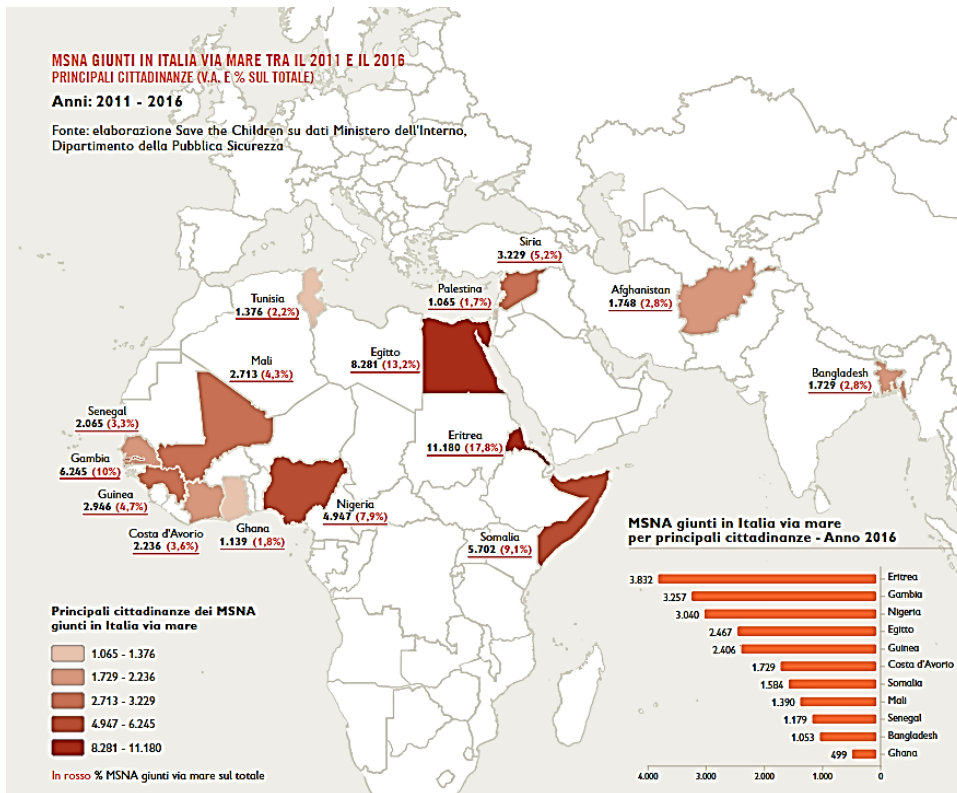 MSNA GIUNTI IN ITALIA VIA MARE TRA IL 2011 E IL 2016
PRINCIPALI CITTADINANZE (V.A. E % SUL TOTALE)
Anni: 2011 - 2016
Fonte: elaborazione Save the Children su dati Ministero dell'Interno,
Dipartimento della Pubblica Sicurezza
Siria
3.229 (5,2%)
Palestina
1.065 (1,7%)
Afghanistan
1.748 (2,8%)
Tunisia
1.376 (2,2%)
Egitto
8.281 (13,2%)
Mali
2.713 (4,3%)
Bangladesh
1.729 (2,8%)
Senegal
2.065 (3,3%)
Eritrea
11.180 (17,8%)
Gambia
6.245 (10%)
Guinea
2.946 (4,7%)
Nigeria
4.947 (7,9%)
Costa d'Avorio
2.236 (3,6%)
Ghana
1.139 (1,8%)
Somalia
5.702 (9,1%)
Principali cittadinanze dei MSNA
giunti in Italia via mare
1.065 - 1.376
1.729 - 2.236
2.713 - 3.229
4.947 - 6.245
8.281 - 11.180
In rosso % MSNA giunti via mare sul totale
MSNA giunti in Italia via mare
per principali cittadinanze - Anno 2016
3.832 Eritrea
3.257 Gambia
3.040 Nigeria
2.467 Egitto
2.406 Guinea
1.729 Costa d'Avorio
1.584 Somalia
1.390 Mali
1.179 Senegal
1.053 Bangladesh
499 Ghana
4.000 3.000 2.000 1.000 0